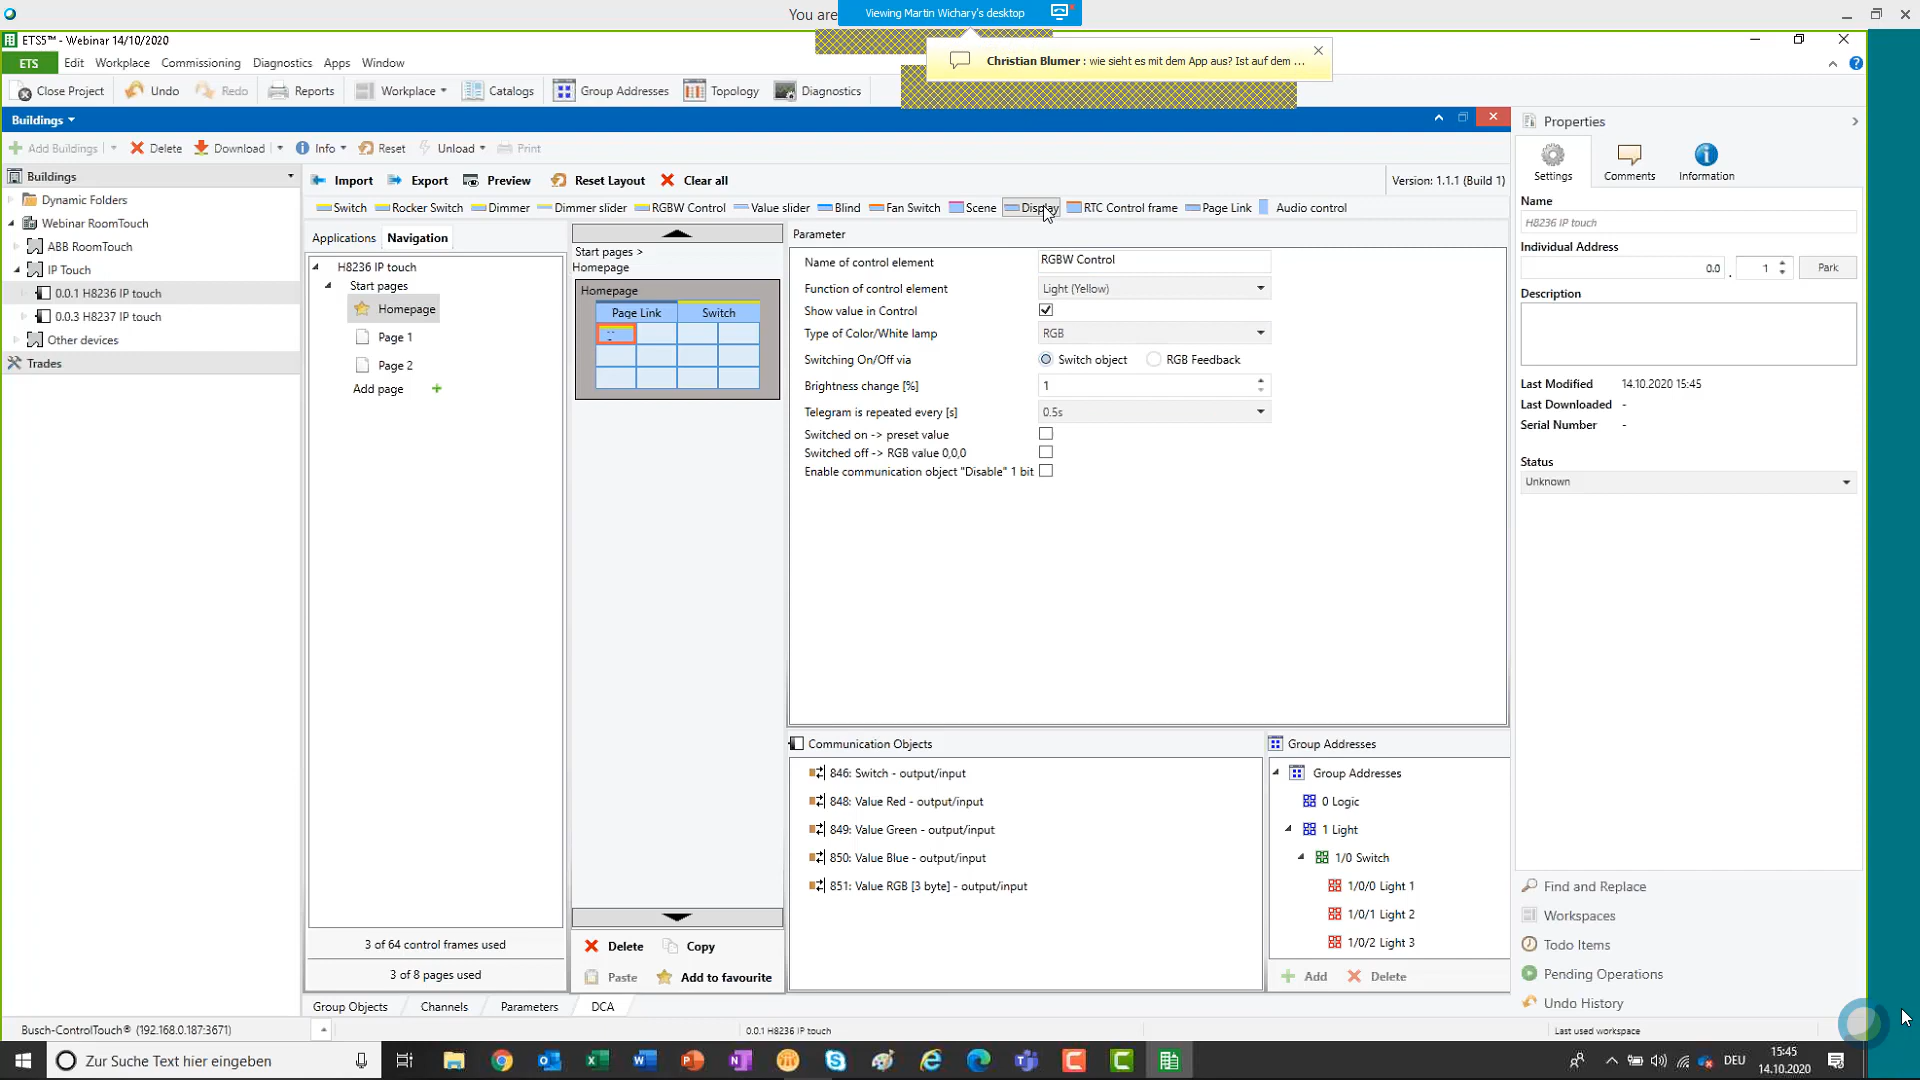 You are
Viewing Martin Wichary's desktop
ETS5™ - Webinar 14/10/2020
Christian Blumer : wie sieht es mit dem App aus? Ist auf dem ...
ETS Edit Workplace Commissioning Diagnostics Apps Window
Close Project Undo Redo Reports Workplace Catalogs Group Addresses Topology Diagnostics
Buildings
Add Buildings Delete Download Info Reset Unload Print
Buildings
Dynamic Folders
Webinar RoomTouch
ABB RoomTouch
IP Touch
0.0.1 H8236 IP touch
0.0.3 H8237 IP touch
Other devices
Trades
Import Export Preview Reset Layout Clear all
Version: 1.1.1 (Build 1)
Switch Rocker Switch Dimmer Dimmer slider RGBW Control Value slider Blind Fan Switch Scene Display RTC Control frame Page Link Audio control
Applications Navigation
H8236 IP touch
Start pages
Homepage
Page 1
Page 2
Add page
3 of 64 control frames used
3 of 8 pages used
Start pages >
Homepage
Homepage
Page Link Switch
Delete Copy
Paste Add to favourite
Parameter
Name of control element RGBW Control
Function of control element Light (Yellow)
Show value in Control
Type of Color/White lamp RGB
Switching On/Off via Switch object RGB Feedback
Brightness change [%] 1
Telegram is repeated every [s] 0.5s
Switched on -> preset value
Switched off -> RGB value 0,0,0
Enable communication object "Disable" 1 bit
Communication Objects
846: Switch - output/input
848: Value Red - output/input
849: Value Green - output/input
850: Value Blue - output/input
851: Value RGB [3 byte] - output/input
Group Addresses
Group Addresses
0 Logic
1 Light
1/0 Switch
1/0/0 Light 1
1/0/1 Light 2
1/0/2 Light 3
Add Delete
Group Objects Channels Parameters DCA
Properties
Settings Comments Information
Name
H8236 IP touch
Individual Address
0.0 . 1 Park
Description
Last Modified 14.10.2020 15:45
Last Downloaded -
Serial Number -
Status
Unknown
Find and Replace
Workspaces
Todo Items
Pending Operations
Undo History
Busch-ControlTouch® (192.168.0.187:3671) 0.0.1 H8236 IP touch Last used workspace
Zur Suche Text hier eingeben
DEU
15:45
14.10.2020